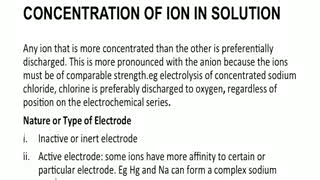 CONCENTRATION OF ION IN SOLUTION
Any ion that is more concentrated than the other is preferentially
discharged. This is more pronounced with the anion because the ions
must be of comparable strength.eg electrolysis of concentrated sodium
chloride, chlorine is preferably discharged to oxygen, regardless of
position on the electrochemical series.
Nature or Type of Electrode
i. Inactive or inert electrode
ii. Active electrode: some ions have more affinity to certain or
particular electrode. Eg Hg and Na can form a complex sodium